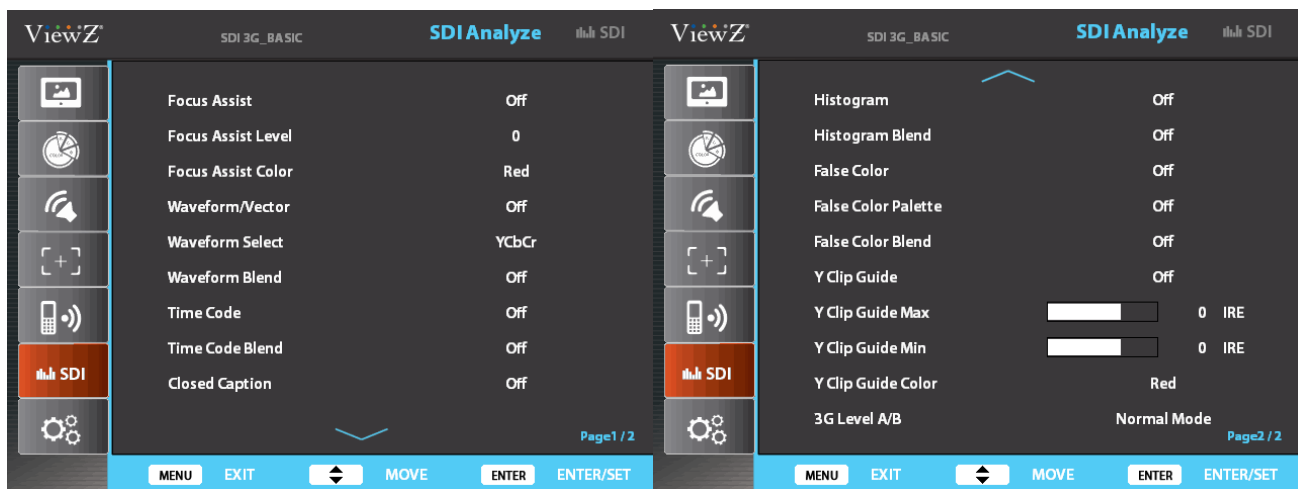 ViewZ SDI 3G_BASIC SDI Analyze SDI
Focus Assist Off
Focus Assist Level 0
COLOR
Focus Assist Color Red
Waveform/Vector Off
Waveform Select YCbCr
Waveform Blend Off
Time Code Off
Time Code Blend Off
SDI
Closed Caption Off
Page1 / 2
MENU EXIT MOVE ENTER ENTER/SET
ViewZ SDI 3G_BASIC SDI Analyze SDI
Histogram Off
Histogram Blend Off
COLOR
False Color Off
False Color Palette Off
False Color Blend Off
Y Clip Guide Off
Y Clip Guide Max 0 IRE
Y Clip Guide Min 0 IRE
SDI
Y Clip Guide Color Red
3G Level A/B Normal Mode
Page2 / 2
MENU EXIT MOVE ENTER ENTER/SET